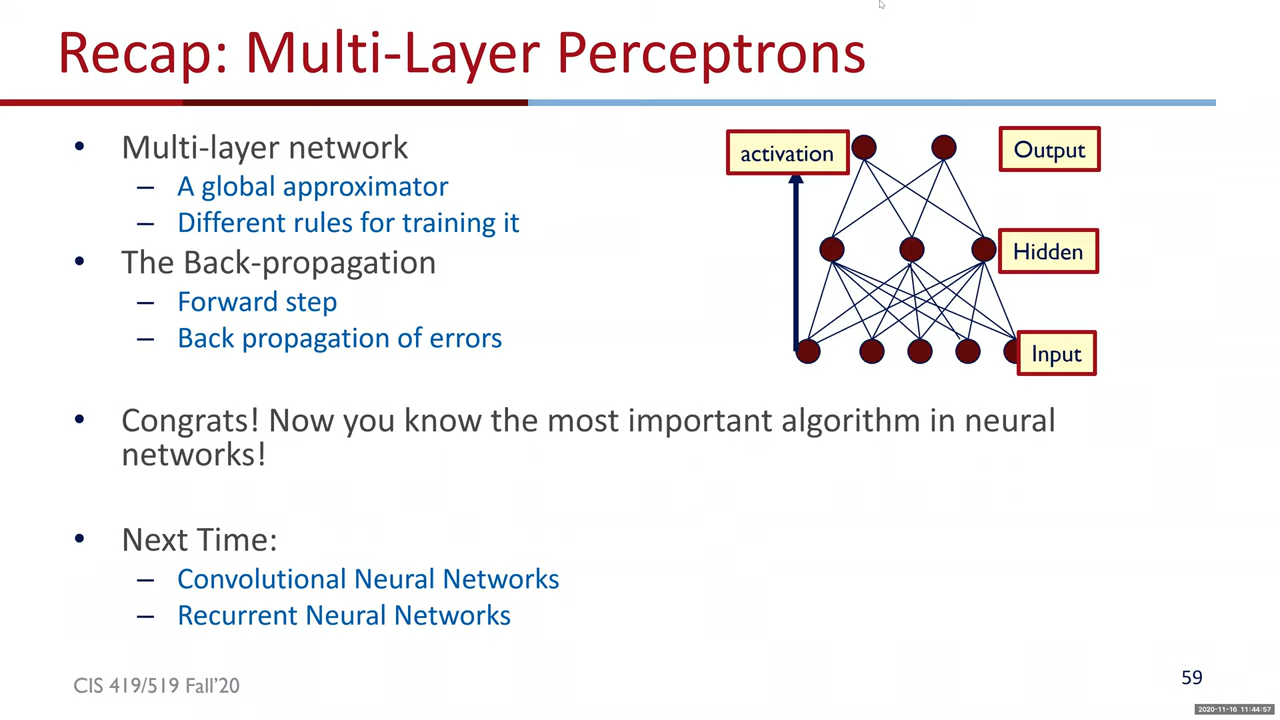 Recap: Multi-Layer Perceptrons
• Multi-layer network
– A global approximator
– Different rules for training it
• The Back-propagation
– Forward step
– Back propagation of errors
activation
Output
Hidden
Input
• Congrats! Now you know the most important algorithm in neural
networks!
• Next Time:
– Convolutional Neural Networks
– Recurrent Neural Networks
CIS 419/519 Fall’20
59
2020-11-16 11:44:57